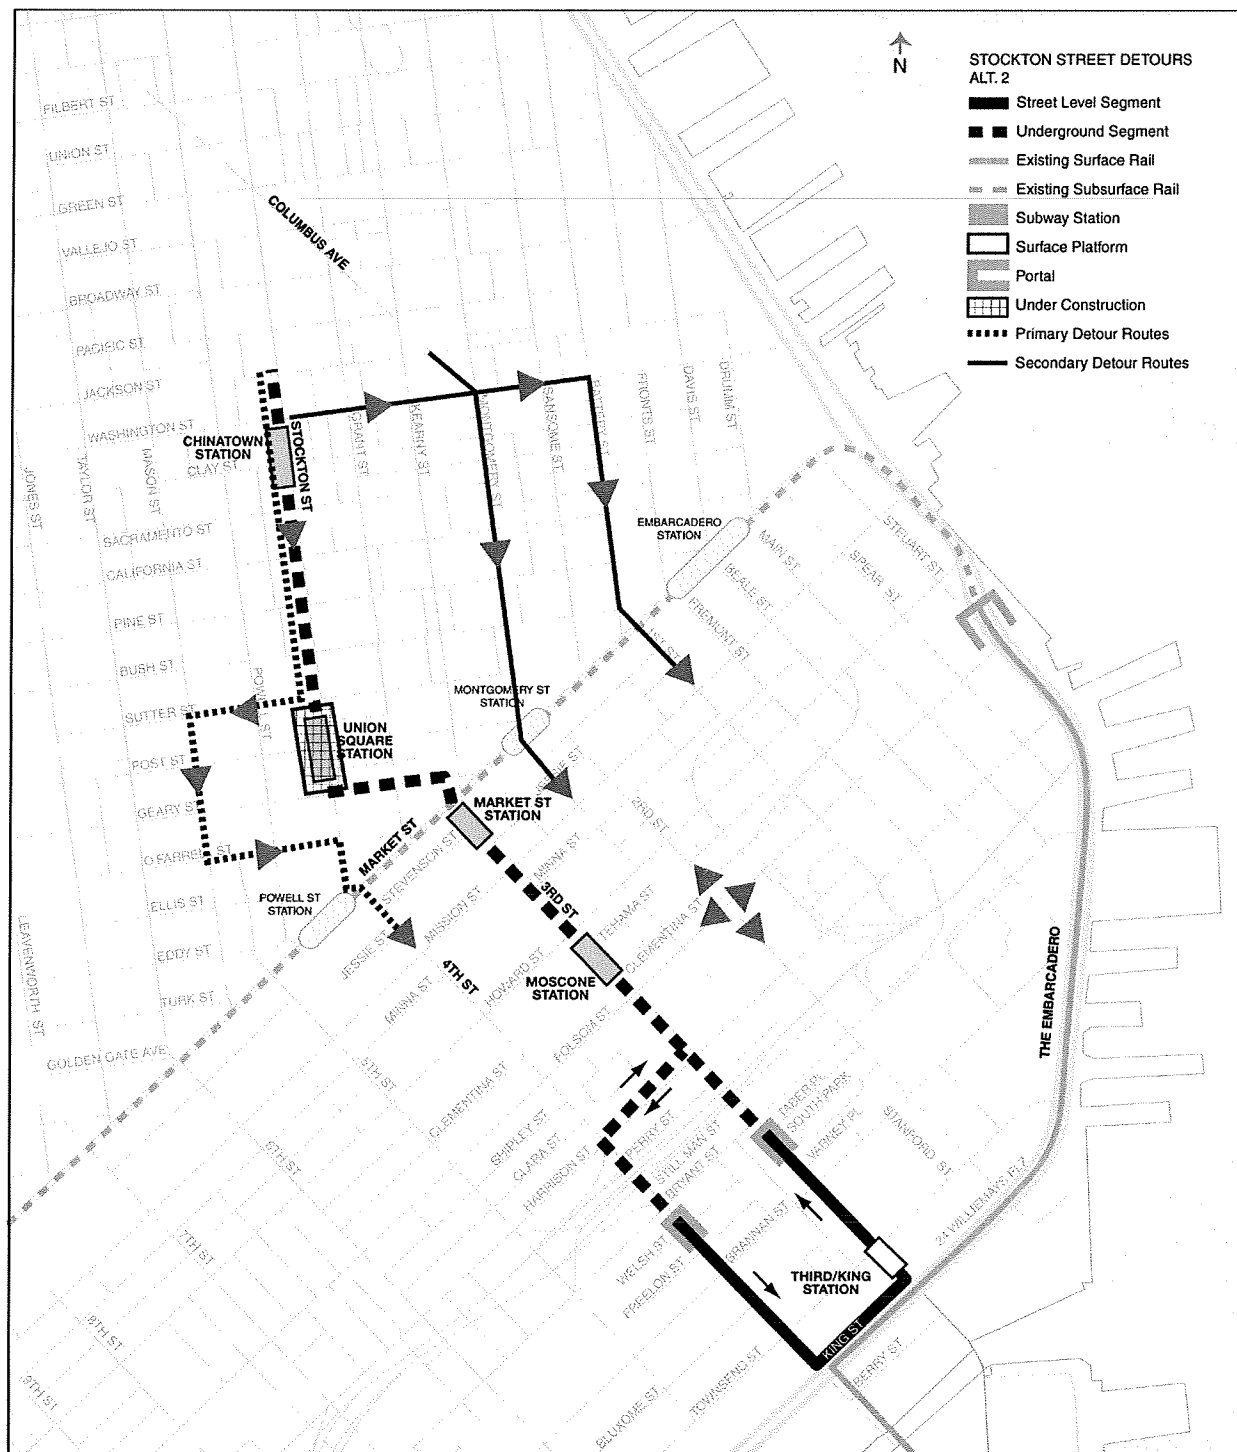 N
STOCKTON STREET DETOURS
ALT. 2
Street Level Segment
Underground Segment
Existing Surface Rail
Existing Subsurface Rail
Subway Station
Surface Platform
Portal
Under Construction
Primary Detour Routes
Secondary Detour Routes
FILBERT ST
UNION ST
GREEN ST
VALLEJO ST
BROADWAY ST
PACIFIC ST
JACKSON ST
WASHINGTON ST
CLAY ST
SACRAMENTO ST
CALIFORNIA ST
PINE ST
BUSH ST
SUTTER ST
POST ST
GEARY ST
ELLIS ST
EDDY ST
TURK ST
GOLDEN GATE AVE
COLUMBUS AVE
JONES ST
TAYLOR ST
MASON ST
LEAVENWORTH ST
STOCKTON ST
GRANT ST
KEARNY ST
MONTGOMERY ST
SANSOME ST
BATTERY ST
FRONTS ST
DAVIS ST
DRUMM ST
CHINATOWN
STATION
UNION
SQUARE
STATION
MARKET ST
STATION
MARKET ST
POWELL ST
STATION
MONTGOMERY ST
STATION
EMBARCADERO
STATION
MOSCONE
STATION
THIRD/KING
STATION
STEUART ST
SPEAR ST
MAIN ST
BEALE ST
FREMONT ST
2RD ST
3RD ST
4TH ST
5TH ST
6TH ST
7TH ST
8TH ST
9TH ST
STEVENSON ST
JESSIE ST
MISSION ST
MINNA ST
MINNA ST
HOWARD ST
TEHAMA ST
CLEMENTINA ST
CLEMENTINA ST
FOLSOM ST
SHIPLEY ST
CLARA ST
HARRISON ST
PERRY ST
STILL MAN ST
BRYANT ST
TABER PL
SOUTH PARK
VARNEY PL
STANFORD ST
WELSH ST
FREELON ST
BRANNAN ST
BLUXOME ST
TOWNSEND ST
KING ST
BERRY ST
24 WILLIE MAYS PLZ
THE EMBARCADERO